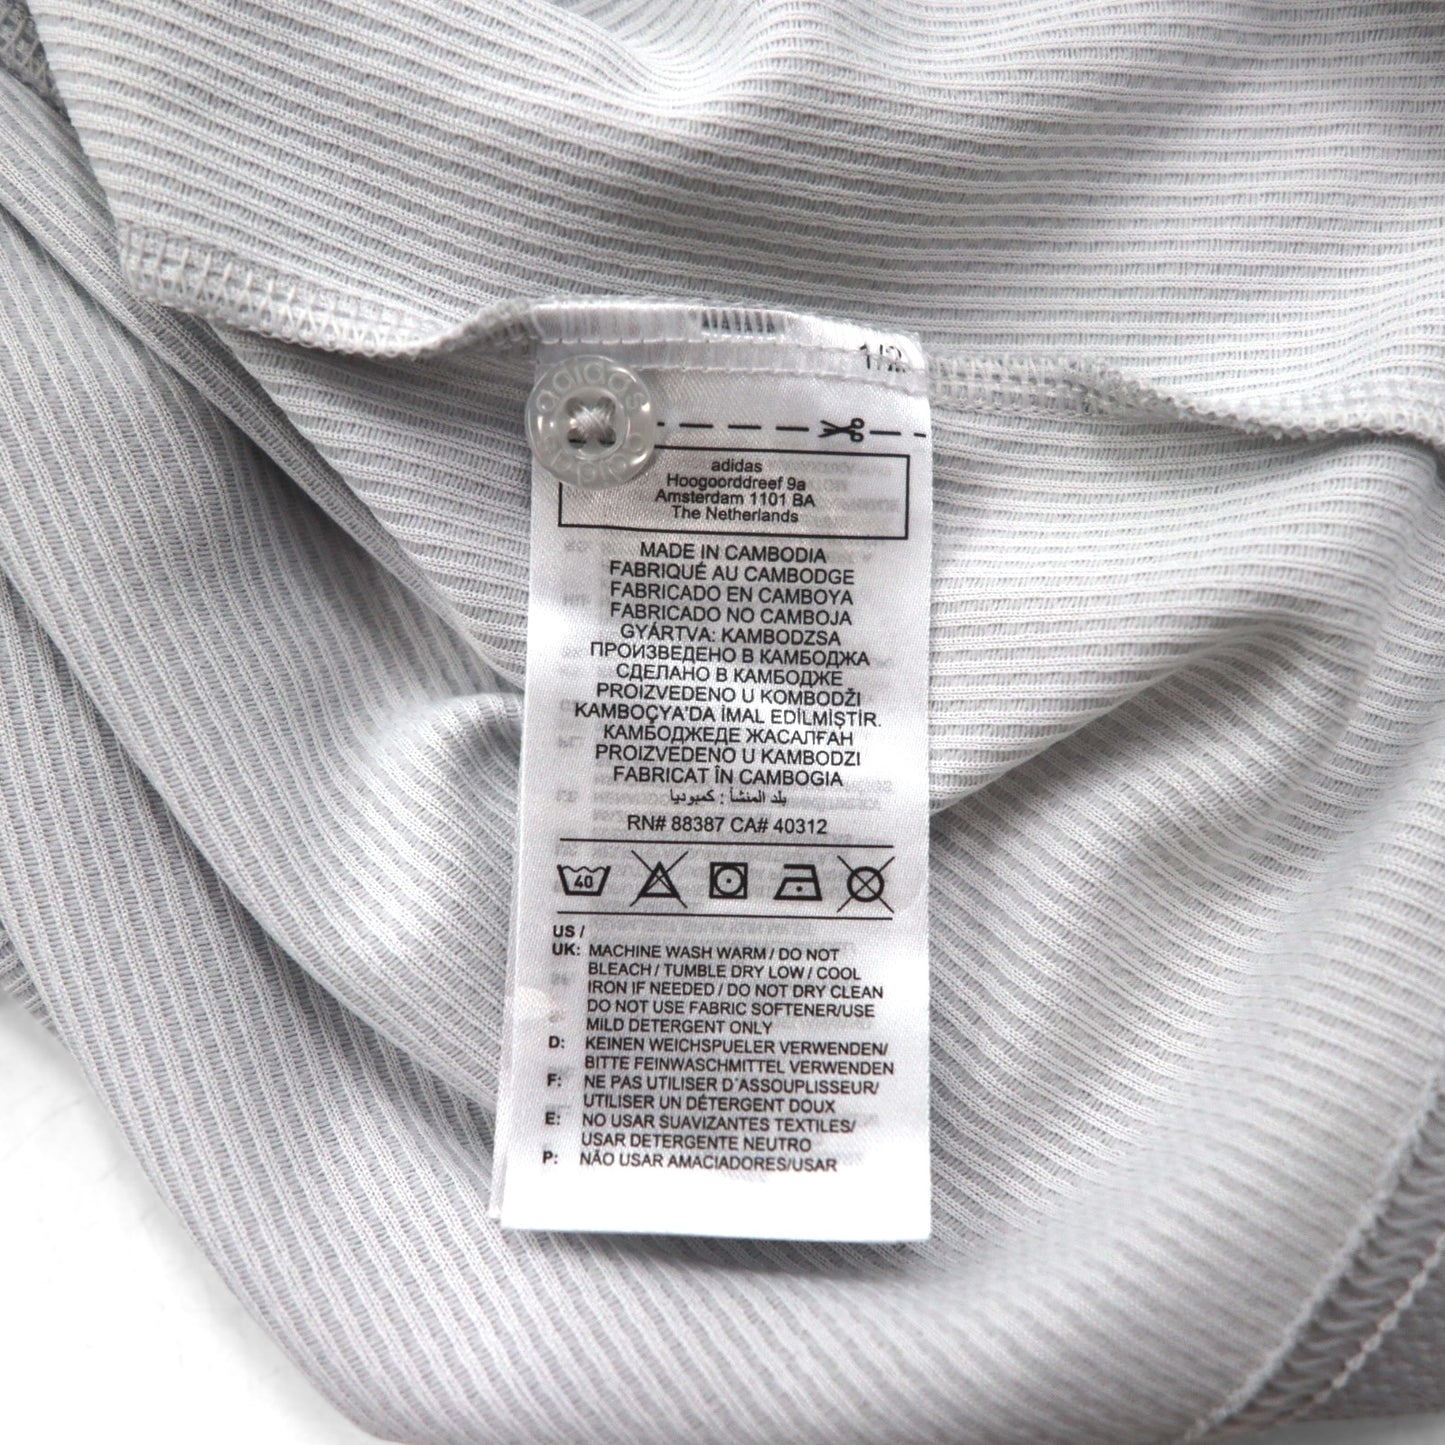 1/2
adidas
adidas
adidas
Hoogoorddreef 9a
Amsterdam 1101 BA
The Netherlands
MADE IN CAMBODIA
FABRIQUÉ AU CAMBODGE
FABRICADO EN CAMBOYA
FABRICADO NO CAMBOJA
GYÁRTVA: KAMBODZSA
ПРОИЗВЕДЕНО В КАМБОДЖА
СДЕЛАНО В КАМБОДЖЕ
PROIZVEDENO U KOMBODŽI
KAMBOÇYA'DA İMAL EDİLMİŞTİR.
КАМБОДЖЕДЕ ЖАСАЛҒАН
PROIZVEDENO U KAMBODZI
FABRICAT ÎN CAMBOGIA
بلد المنشأ : كمبوديا
RN# 88387 CA# 40312
40
US /
UK: MACHINE WASH WARM / DO NOT
BLEACH / TUMBLE DRY LOW / COOL
IRON IF NEEDED / DO NOT DRY CLEAN
DO NOT USE FABRIC SOFTENER/USE
MILD DETERGENT ONLY
D: KEINEN WEICHSPUELER VERWENDEN/
BITTE FEINWASCHMITTEL VERWENDEN
F: NE PAS UTILISER D´ASSOUPLISSEUR/
UTILISER UN DÉTERGENT DOUX
E: NO USAR SUAVIZANTES TEXTILES/
USAR DETERGENTE NEUTRO
P: NÃO USAR AMACIADORES/USAR